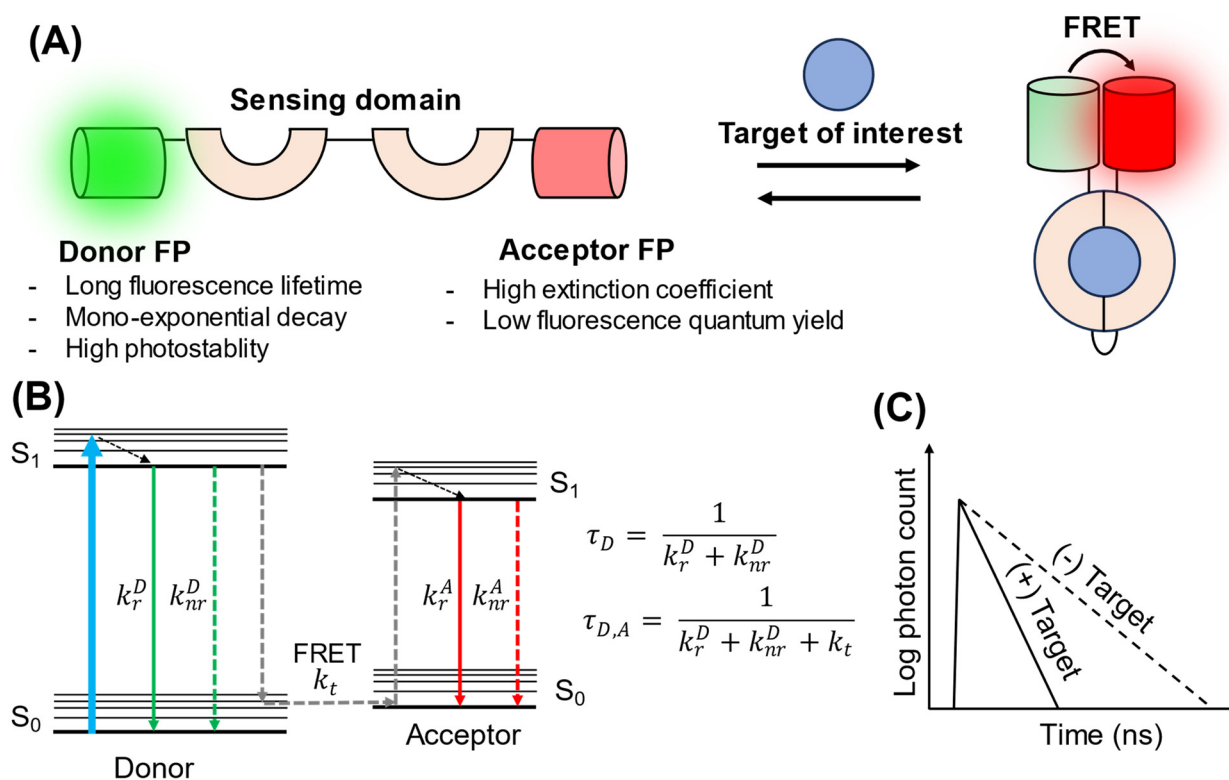 (A)
Sensing domain
Target of interest
FRET
Donor FP
- Long fluorescence lifetime
- Mono-exponential decay
- High photostablity
Acceptor FP
- High extinction coefficient
- Low fluorescence quantum yield
(B)
S₁
S₀
k_r^D
k_nr^D
Donor
FRET
k_t
S₁
S₀
k_r^A
k_nr^A
Acceptor
τ_D = 1 / (k_r^D + k_nr^D)
τ_{D,A} = 1 / (k_r^D + k_nr^D + k_t)
(C)
Log photon count
(-) Target
(+) Target
Time (ns)